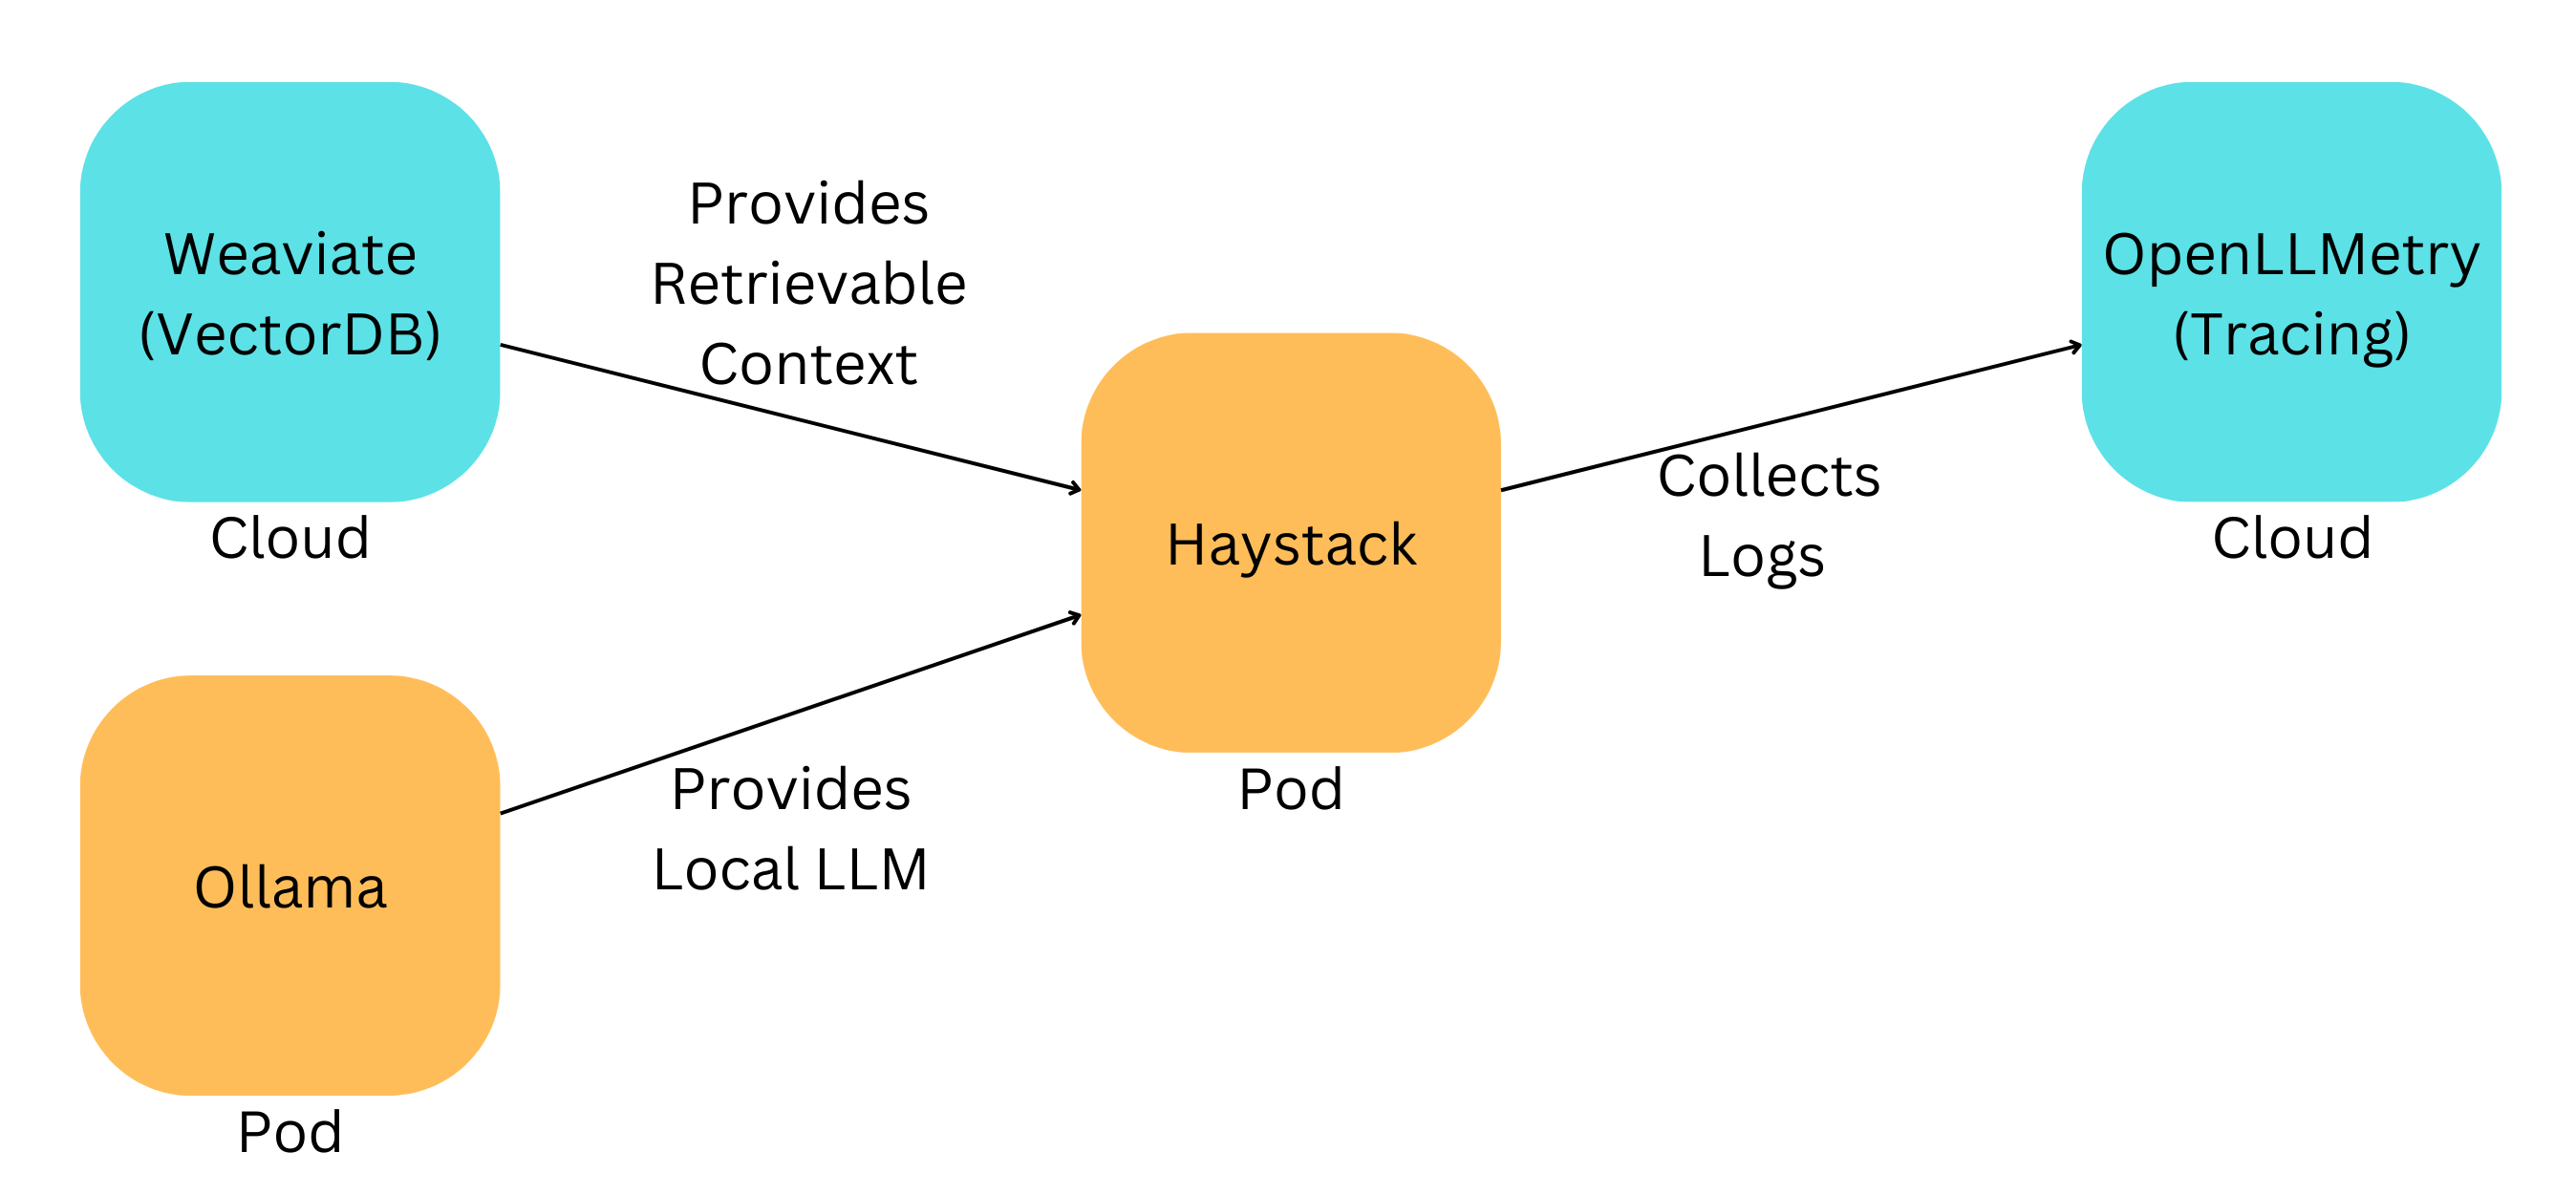 Weaviate
(VectorDB)
Cloud
Provides
Retrievable
Context
Ollama
Pod
Provides
Local LLM
Haystack
Pod
Collects
Logs
OpenLLMetry
(Tracing)
Cloud